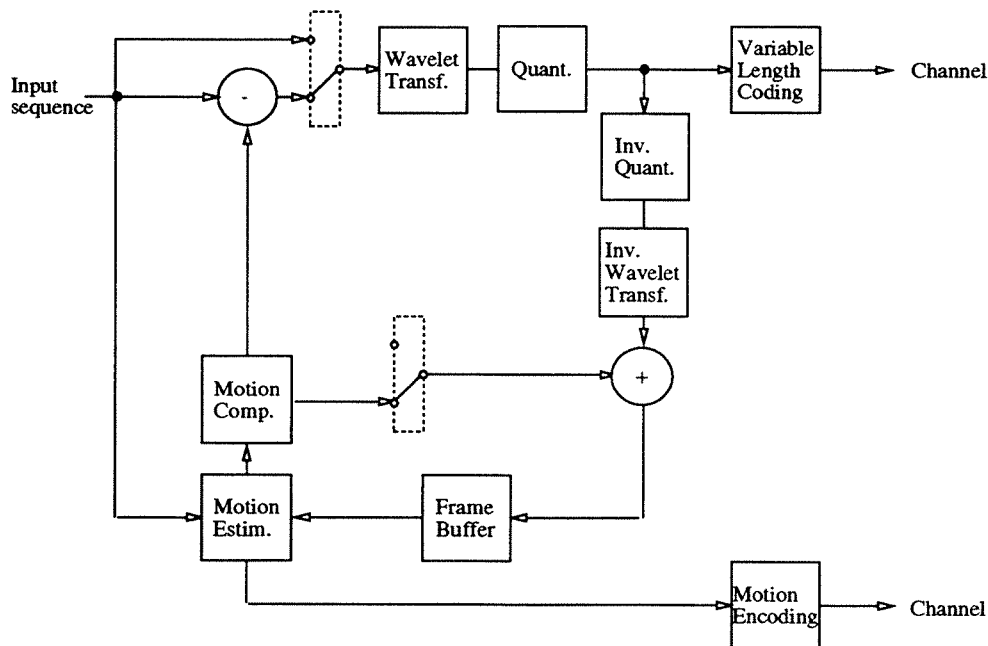 Input
sequence
-
Wavelet
Transf.
Quant.
Variable
Length
Coding
Channel
Inv.
Quant.
Inv.
Wavelet
Transf.
+
Motion
Comp.
Motion
Estim.
Frame
Buffer
Motion
Encoding
Channel